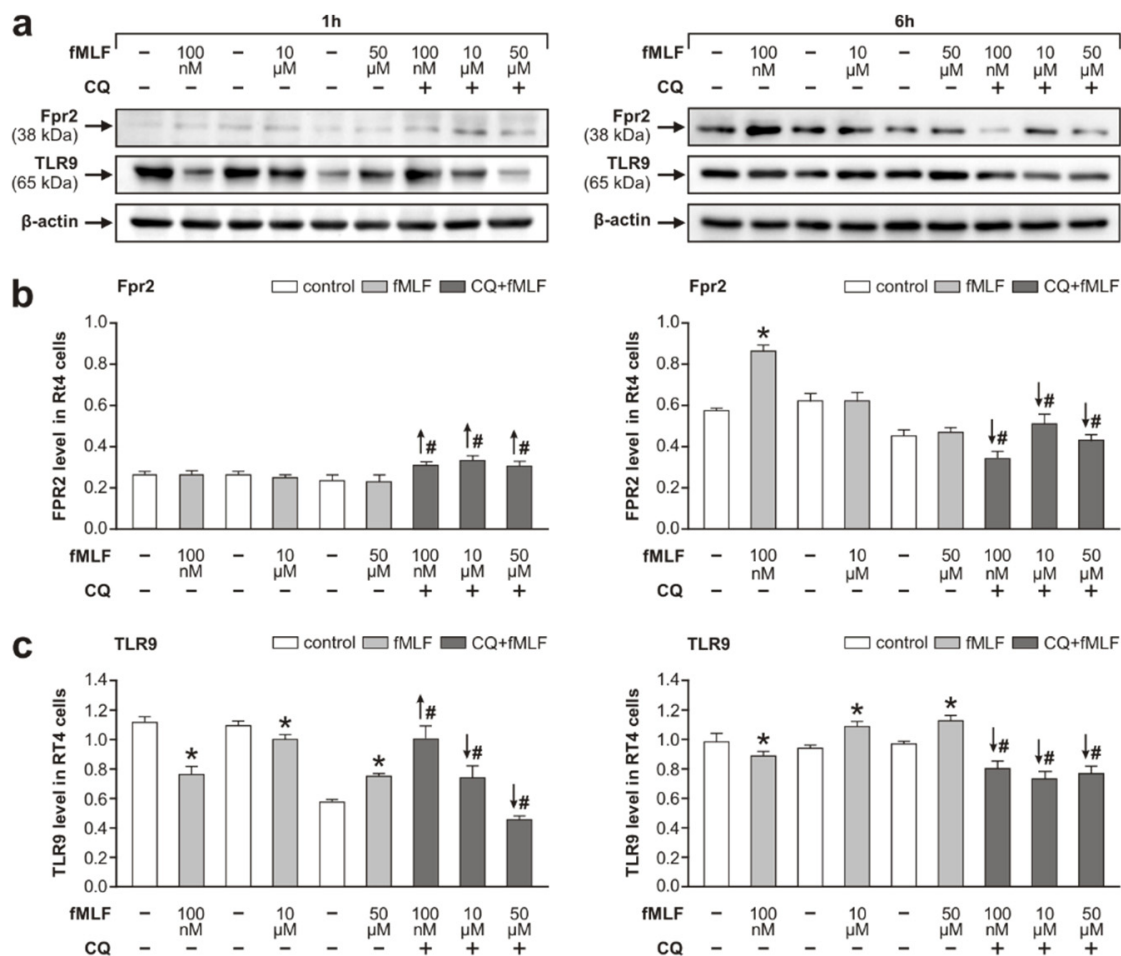 a
1h
6h
fMLF – 100 – 10 – 50 100 10 50
nM µM µM nM µM µM
CQ – – – – – – + + +
fMLF – 100 – 10 – 50 100 10 50
nM µM µM nM µM µM
CQ – – – – – – + + +
Fpr2
(38 kDa)
TLR9
(65 kDa)
β-actin
Fpr2
(38 kDa)
TLR9
(65 kDa)
β-actin
b
Fpr2
control fMLF CQ+fMLF
FPR2 level in Rt4 cells
1.0
0.8
0.6
0.4
0.2
0.0
↑# ↑# ↑#
fMLF – 100 – 10 – 50 100 10 50
nM µM µM nM µM µM
CQ – – – – – – + + +
Fpr2
control fMLF CQ+fMLF
FPR2 level in Rt4 cells
1.0
0.8
0.6
0.4
0.2
0.0
* ↓# ↓# ↓#
fMLF – 100 – 10 – 50 100 10 50
nM µM µM nM µM µM
CQ – – – – – – + + +
c
TLR9
control fMLF CQ+fMLF
TLR9 level in RT4 cells
1.4
1.2
1.0
0.8
0.6
0.4
0.2
0.0
* * * ↑# ↓# ↓#
fMLF – 100 – 10 – 50 100 10 50
nM µM µM nM µM µM
CQ – – – – – – + + +
TLR9
control fMLF CQ+fMLF
TLR9 level in RT4 cells
1.4
1.2
1.0
0.8
0.6
0.4
0.2
0.0
* * * ↓# ↓# ↓#
fMLF – 100 – 10 – 50 100 10 50
nM µM µM nM µM µM
CQ – – – – – – + + +